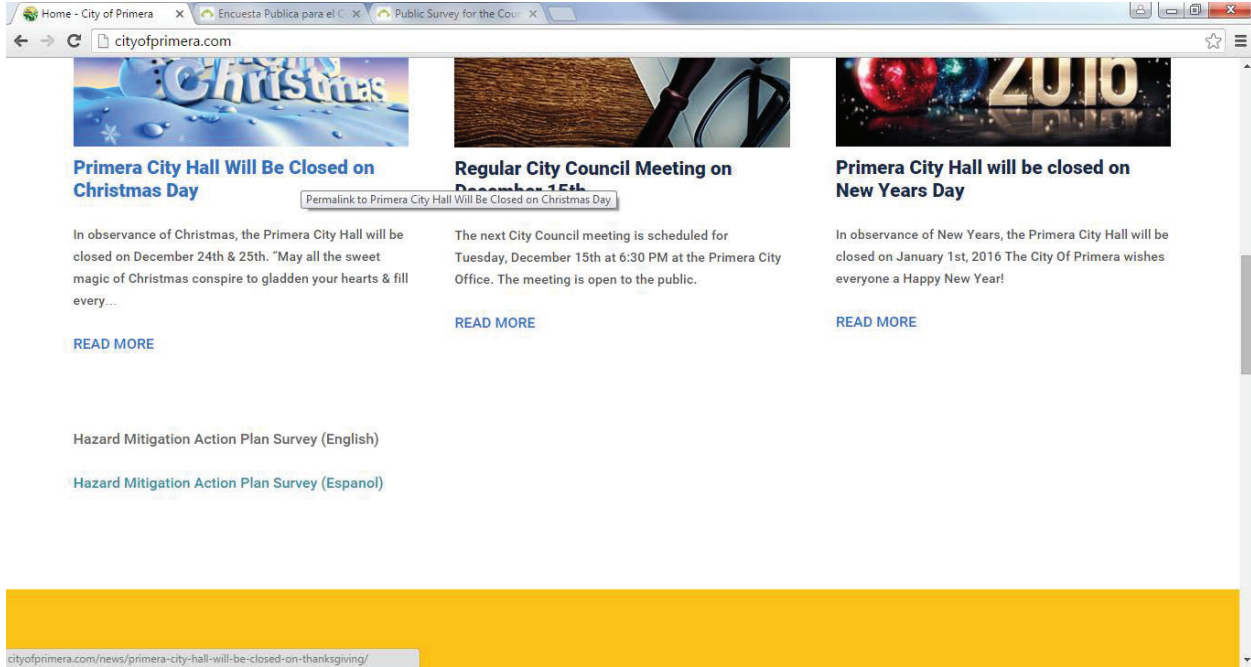 Home - City of Primera
Encuesta Publica para el C
Public Survey for the Cour
cityofprimera.com
Christmas
2016
Primera City Hall Will Be Closed on
Christmas Day
Permalink to Primera City Hall Will Be Closed on Christmas Day
In observance of Christmas, the Primera City Hall will be
closed on December 24th & 25th. "May all the sweet
magic of Christmas conspire to gladden your hearts & fill
every...
READ MORE
Regular City Council Meeting on
December 15th
The next City Council meeting is scheduled for
Tuesday, December 15th at 6:30 PM at the Primera City
Office. The meeting is open to the public.
READ MORE
Primera City Hall will be closed on
New Years Day
In observance of New Years, the Primera City Hall will be
closed on January 1st, 2016 The City Of Primera wishes
everyone a Happy New Year!
READ MORE
Hazard Mitigation Action Plan Survey (English)
Hazard Mitigation Action Plan Survey (Espanol)
cityofprimera.com/news/primera-city-hall-will-be-closed-on-thanksgiving/